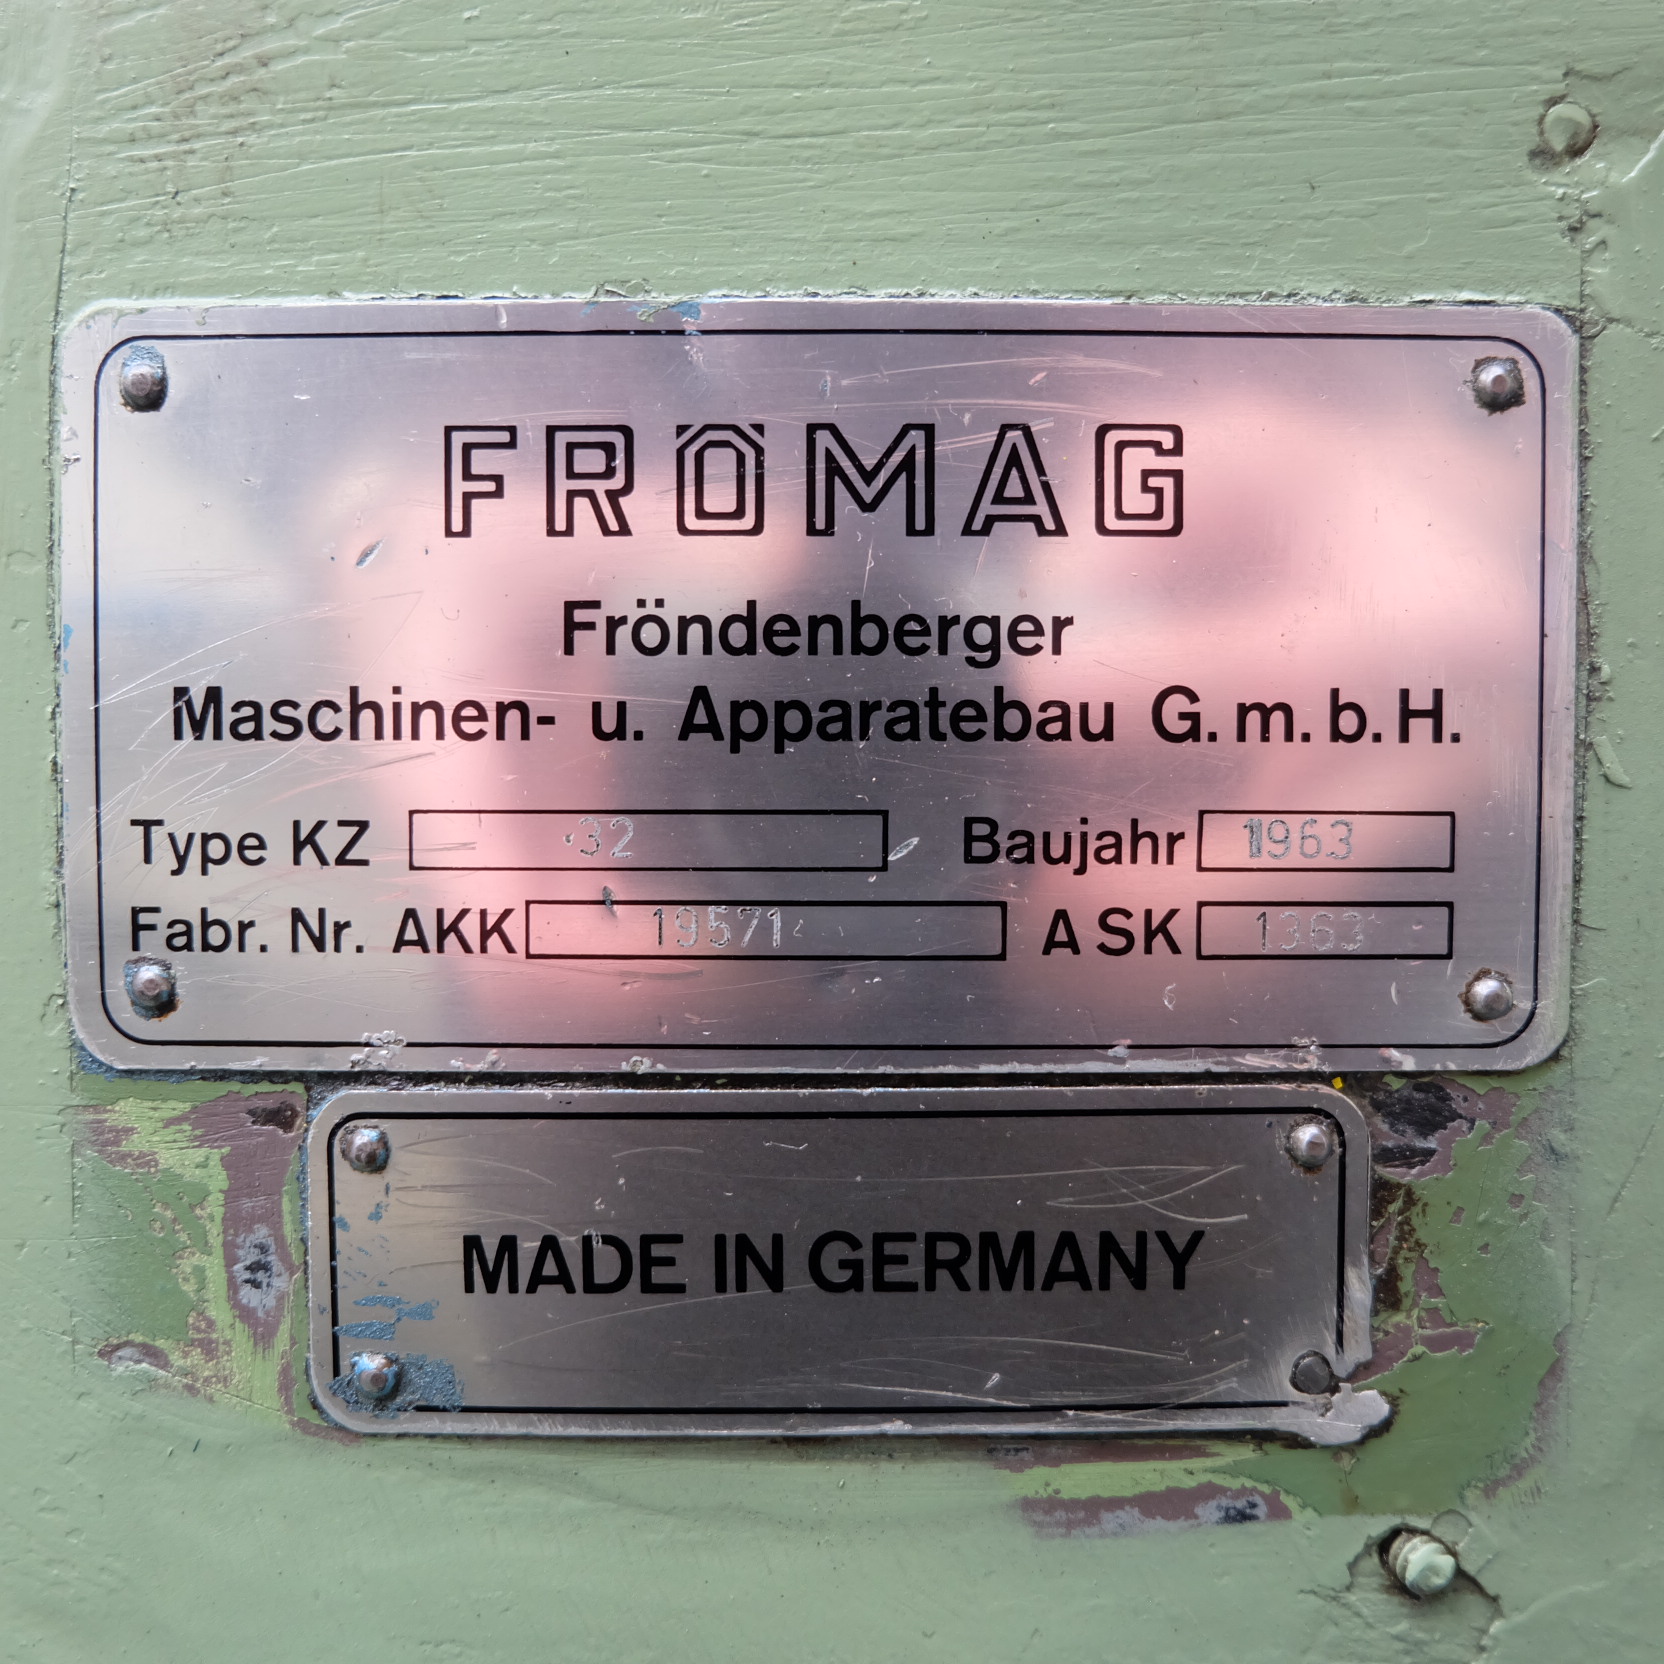 FRÖMAG
Fröndenberger
Maschinen- u. Apparatebau G.m.b.H.
Type KZ 32 Baujahr 1963
Fabr. Nr. AKK 19571 A SK 1363
MADE IN GERMANY